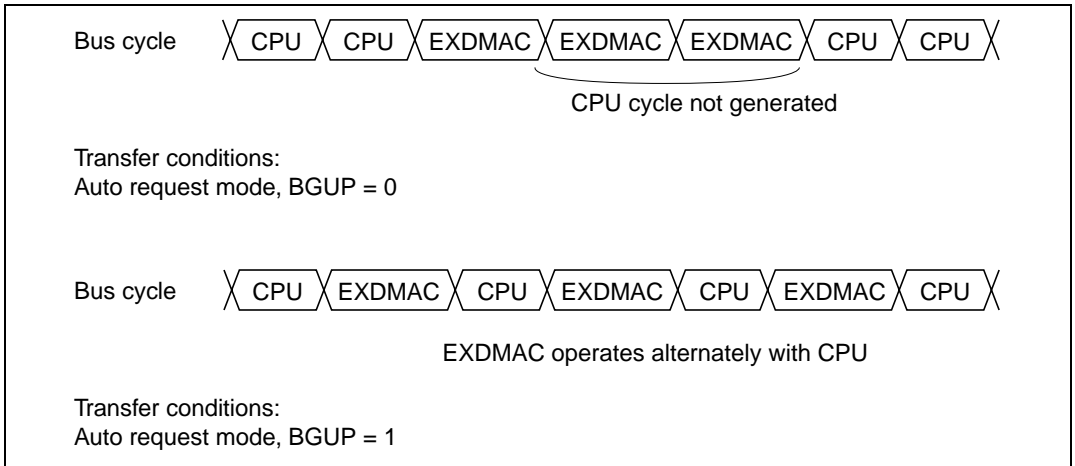 Bus cycle CPU CPU EXDMAC EXDMAC EXDMAC CPU CPU
CPU cycle not generated
Transfer conditions:
Auto request mode, BGUP = 0
Bus cycle CPU EXDMAC CPU EXDMAC CPU EXDMAC CPU
EXDMAC operates alternately with CPU
Transfer conditions:
Auto request mode, BGUP = 1